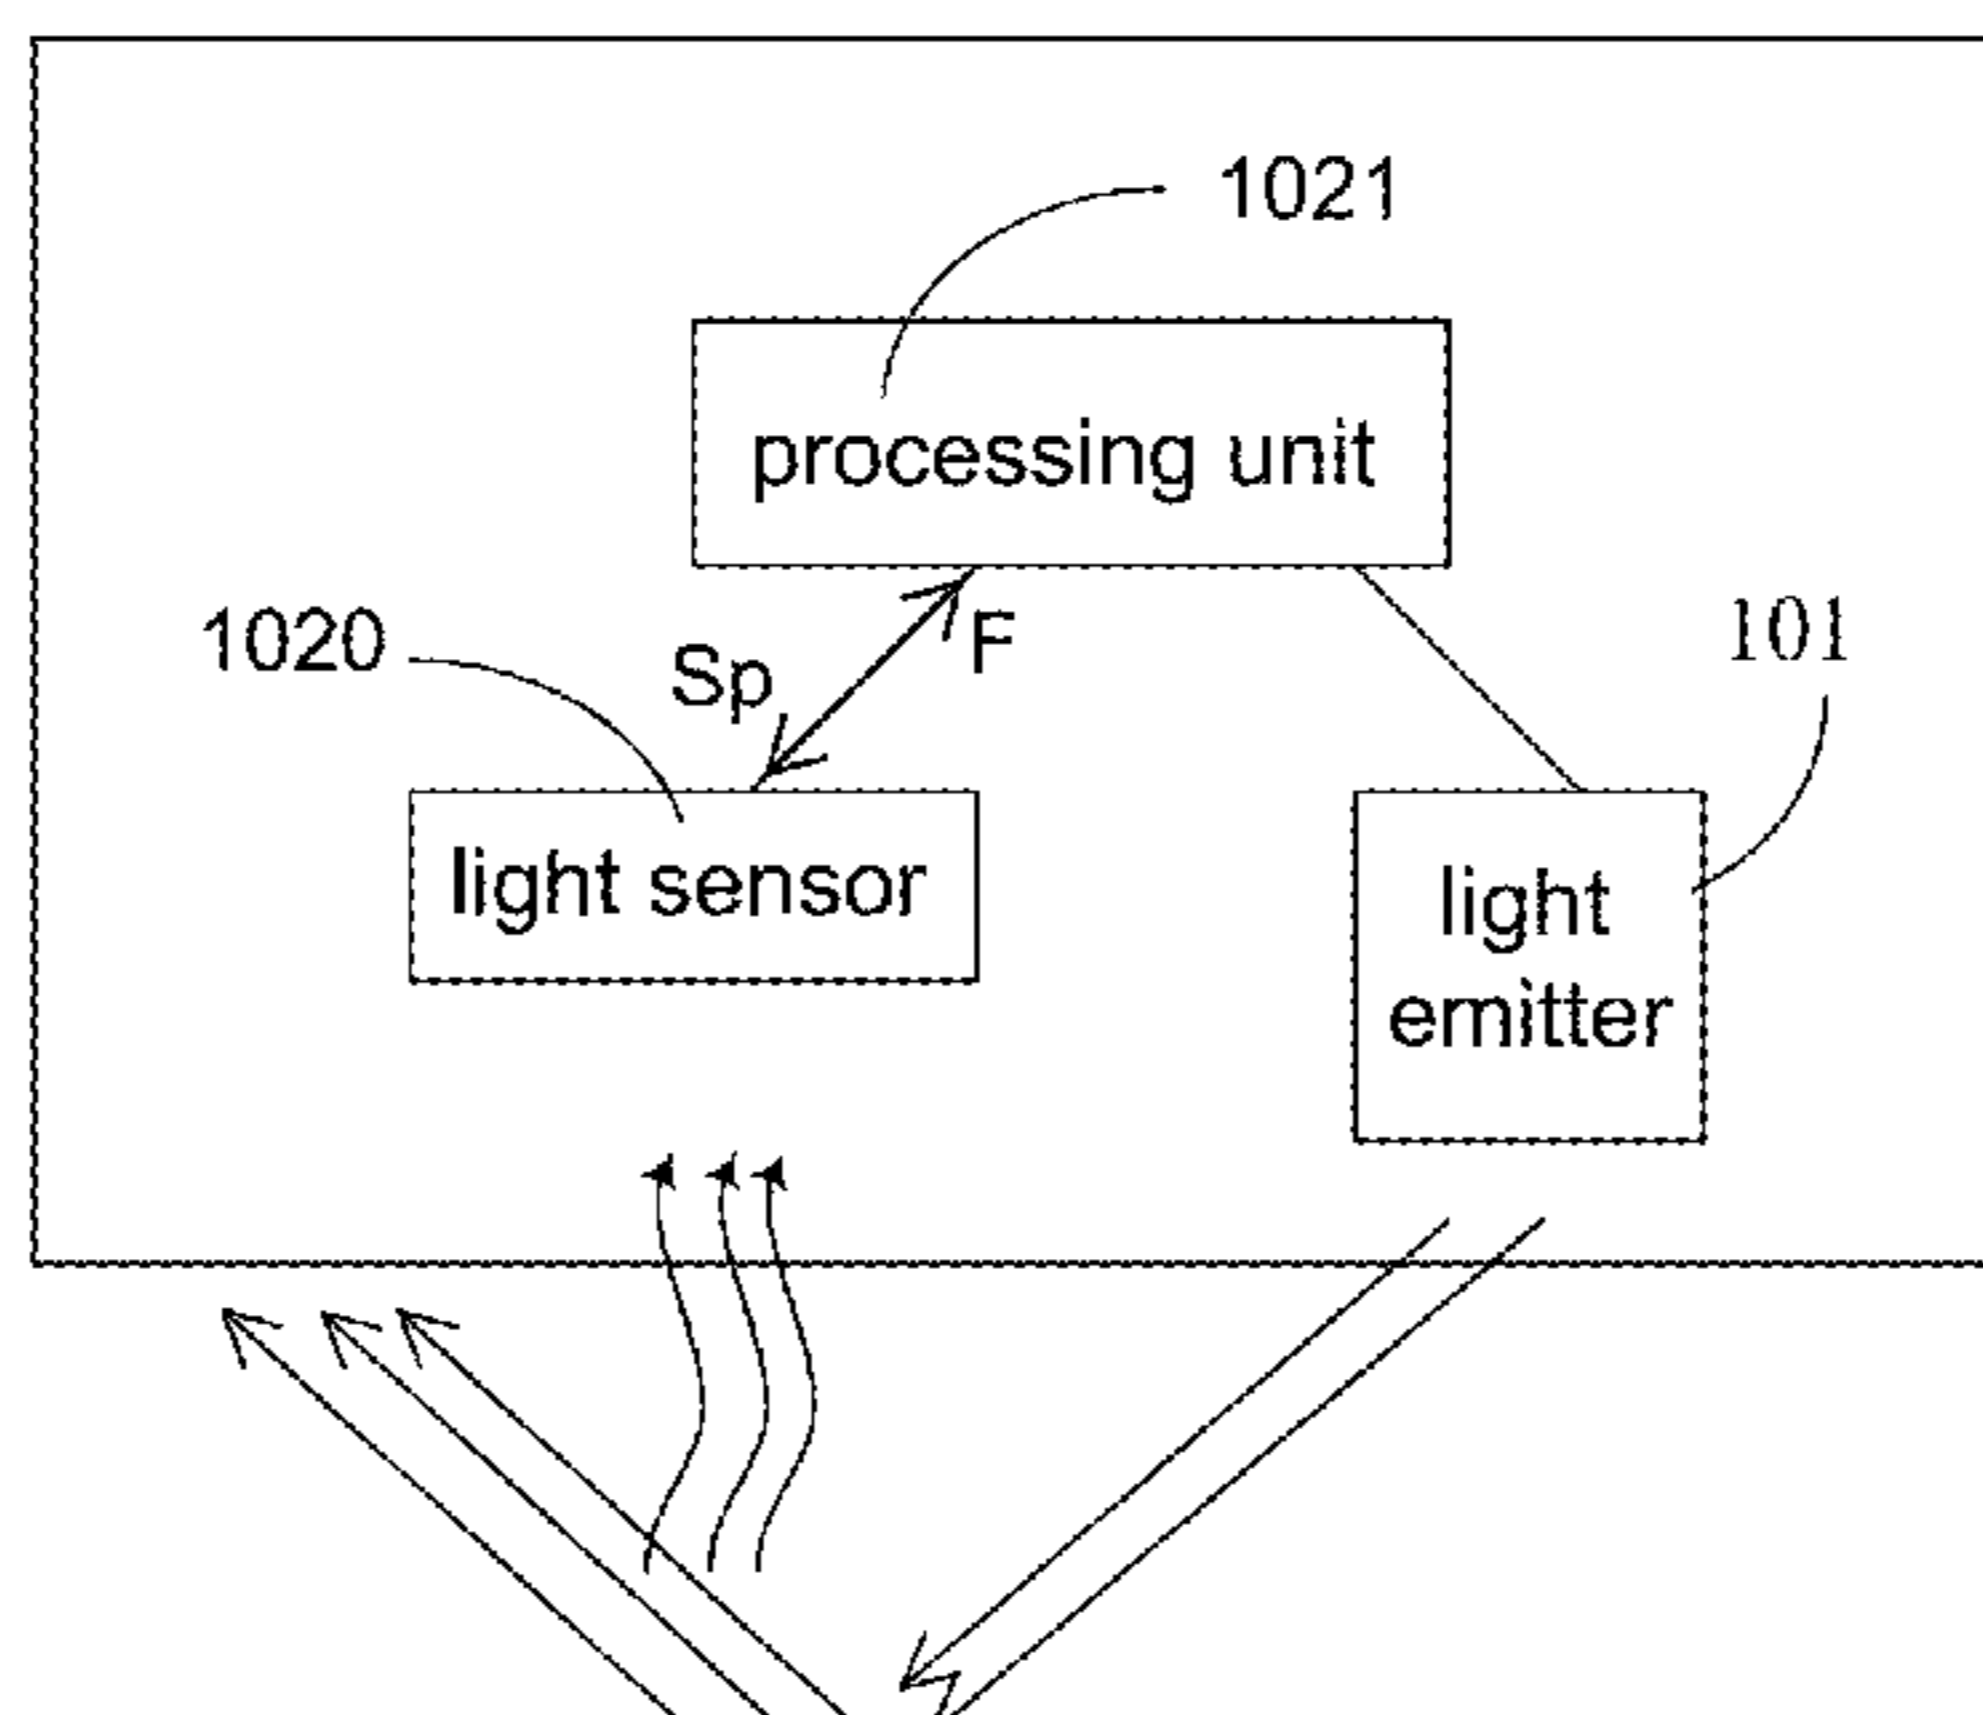 1021
processing unit
1020
Sp
F
101
light sensor
light
emitter